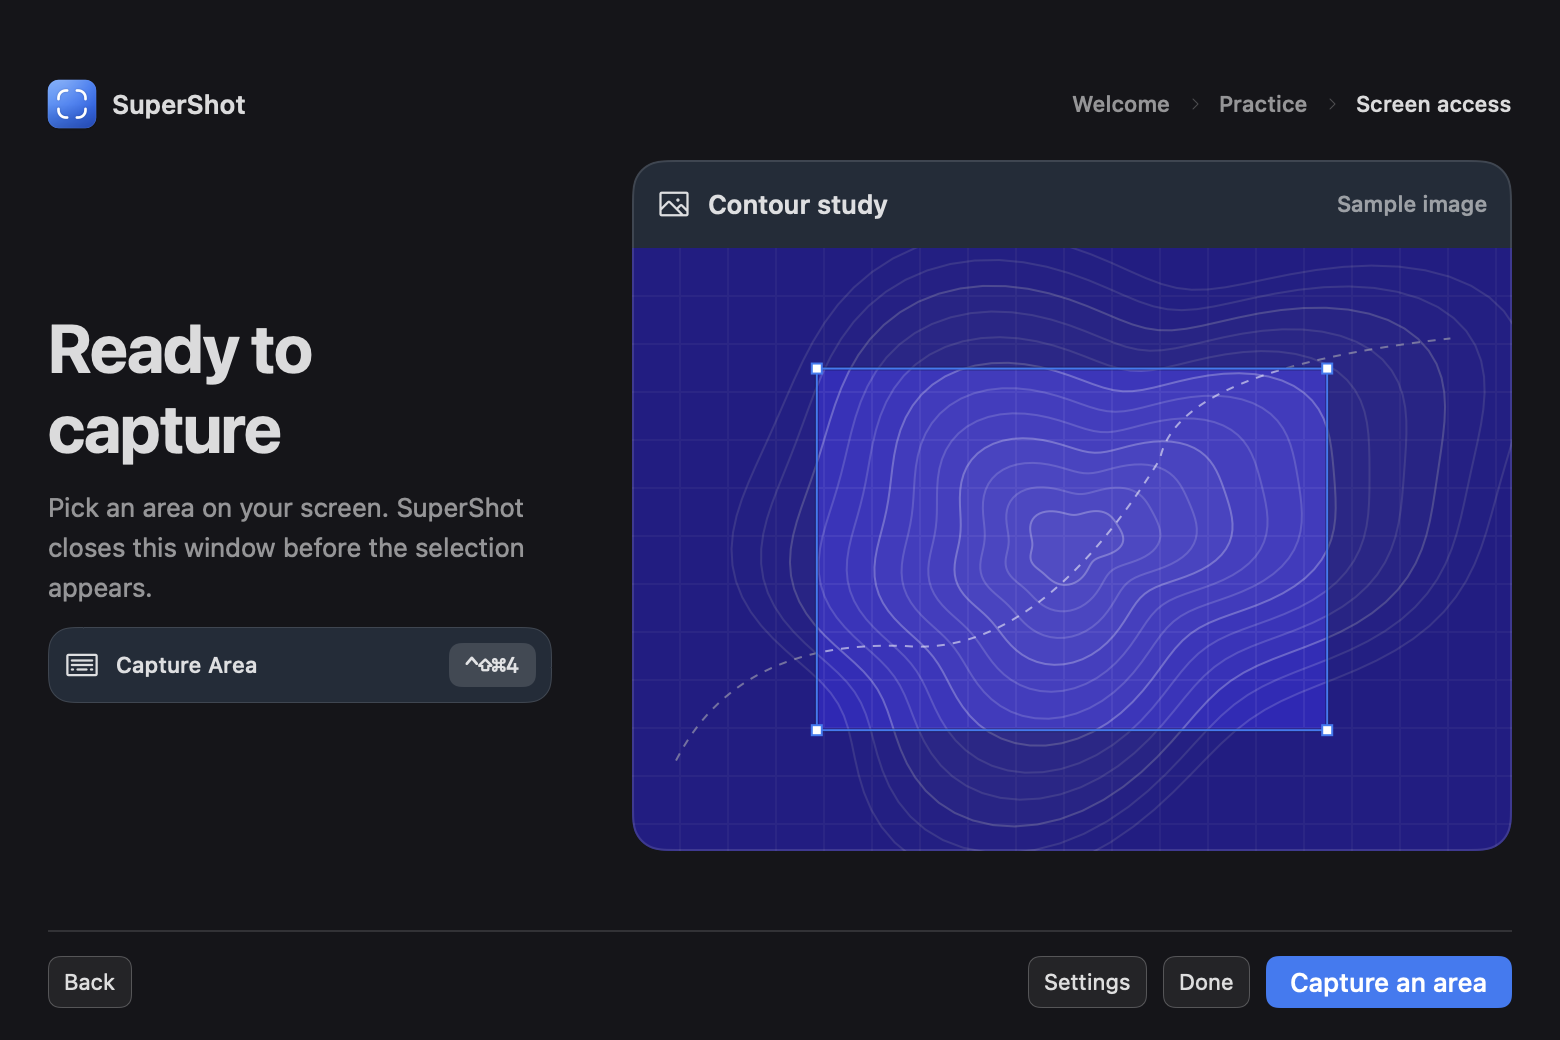 SuperShot
Welcome > Practice > Screen access
Contour study
Sample image
Ready to
capture
Pick an area on your screen. SuperShot
closes this window before the selection
appears.
Capture Area
^⇧⌘4
Back
Settings
Done
Capture an area